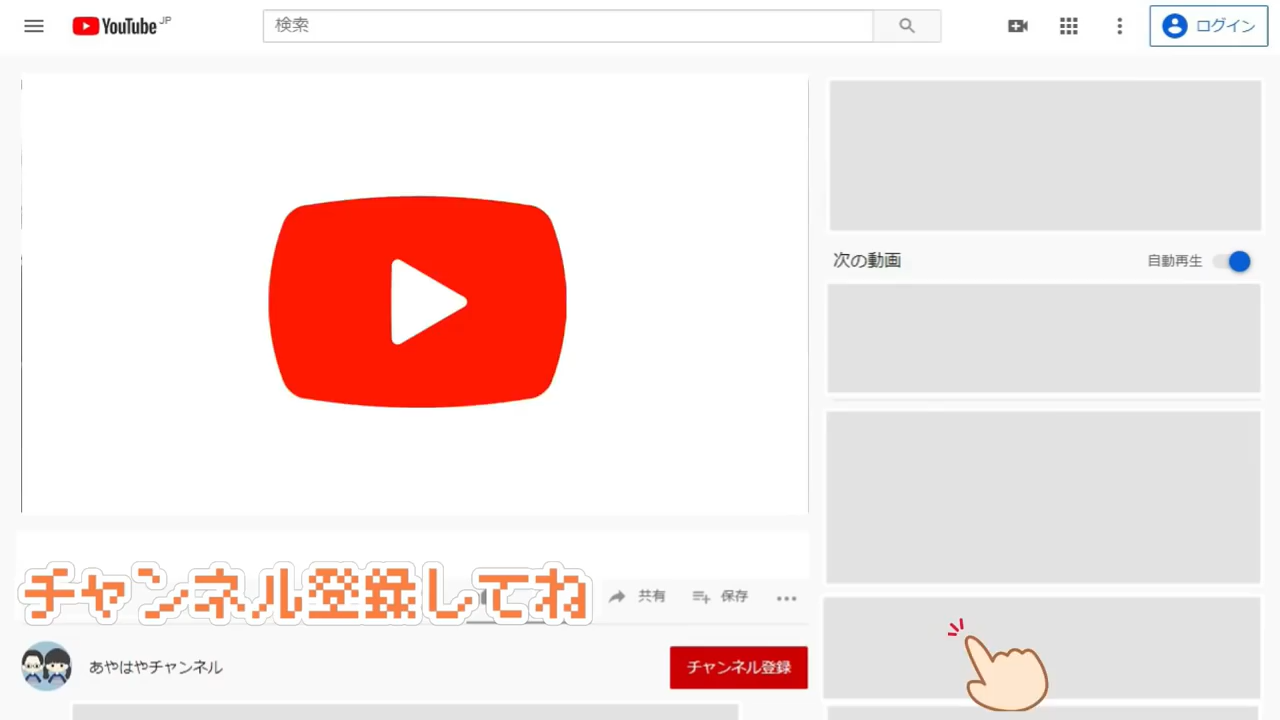 YouTube JP
検索
ログイン
次の動画
自動再生
チャンネル登録してね
共有
保存
あやはやチャンネル
チャンネル登録